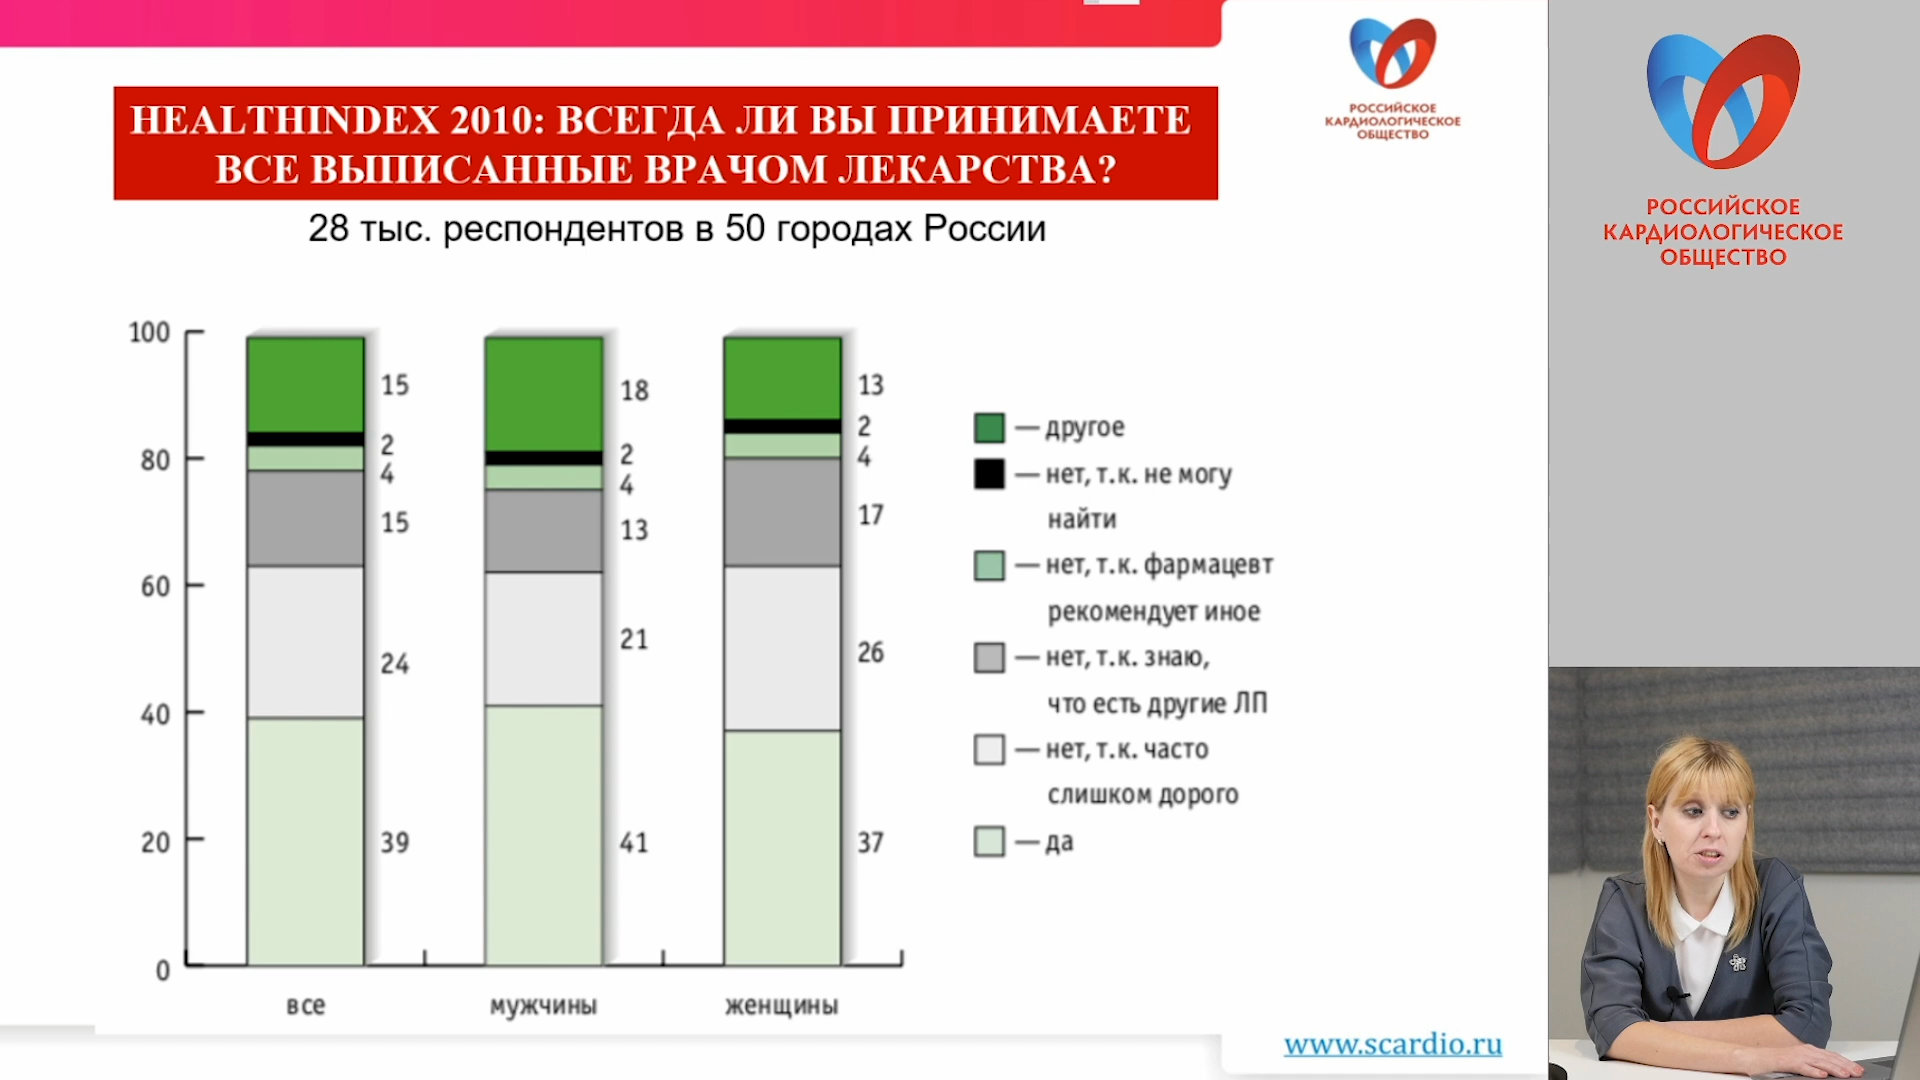 РОССИЙСКОЕ
КАРДИОЛОГИЧЕСКОЕ
ОБЩЕСТВО
HEALTHINDEX 2010: ВСЕГДА ЛИ ВЫ ПРИНИМАЕТЕ
ВСЕ ВЫПИСАННЫЕ ВРАЧОМ ЛЕКАРСТВА?
28 тыс. респондентов в 50 городах России
100
80
60
40
20
0
15
2
4
15
24
39
все
18
2
4
13
21
41
мужчины
13
2
4
17
26
37
женщины
— другое
— нет, т.к. не могу
найти
— нет, т.к. фармацевт
рекомендует иное
— нет, т.к. знаю,
что есть другие ЛП
— нет, т.к. часто
слишком дорого
— да
www.scardio.ru
РОССИЙСКОЕ
КАРДИОЛОГИЧЕСКОЕ
ОБЩЕСТВО